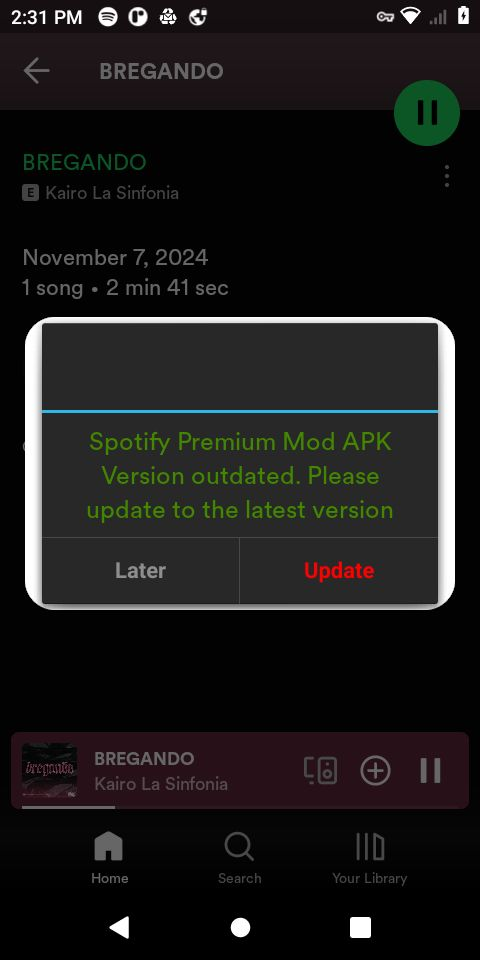 2:31 PM
BREGANDO
BREGANDO
E Kairo La Sinfonia
November 7, 2024
1 song • 2 min 41 sec
Spotify Premium Mod APK
Version outdated. Please
update to the latest version
Later Update
BREGANDO
Kairo La Sinfonia
Home Search Your Library